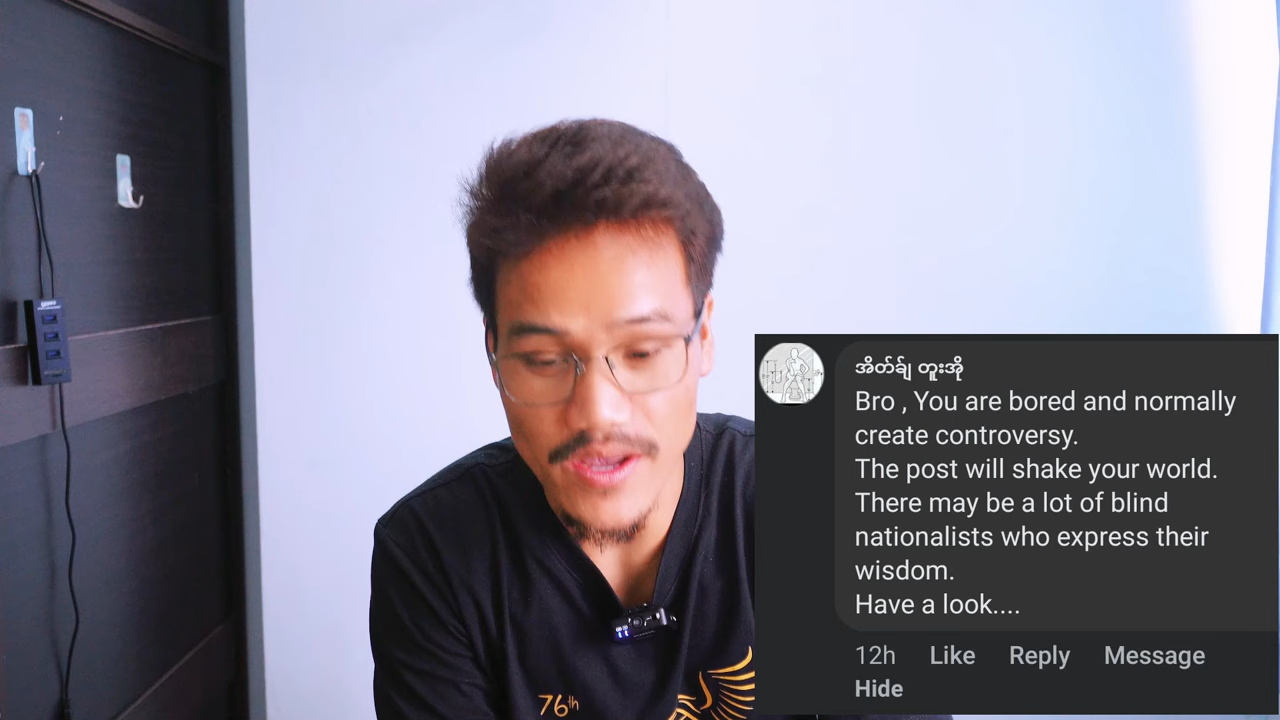 အိတ်ခ်ျ တူးအို
Bro , You are bored and normally
create controversy.
The post will shake your world.
There may be a lot of blind
nationalists who express their
wisdom.
Have a look....
12h Like Reply Message
Hide
76th